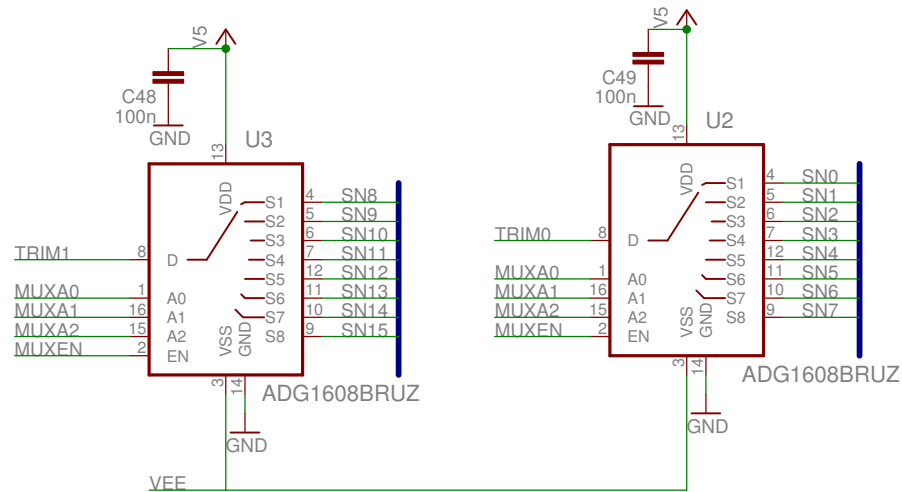 V5
C48
100n
GND
U3
13
VDD
TRIM1
8
D
MUXA0
1
A0
MUXA1
16
A1
MUXA2
15
A2
MUXEN
2
EN
S1
4
SN8
S2
5
SN9
S3
6
SN10
S4
7
SN11
S5
12
SN12
S6
11
SN13
S7
10
SN14
S8
9
SN15
VSS
GND
3
14
ADG1608BRUZ
GND
VEE
V5
C49
100n
GND
U2
13
VDD
TRIM0
8
D
MUXA0
1
A0
MUXA1
16
A1
MUXA2
15
A2
MUXEN
2
EN
S1
4
SN0
S2
5
SN1
S3
6
SN2
S4
7
SN3
S5
12
SN4
S6
11
SN5
S7
10
SN6
S8
9
SN7
VSS
GND
3
14
ADG1608BRUZ
GND